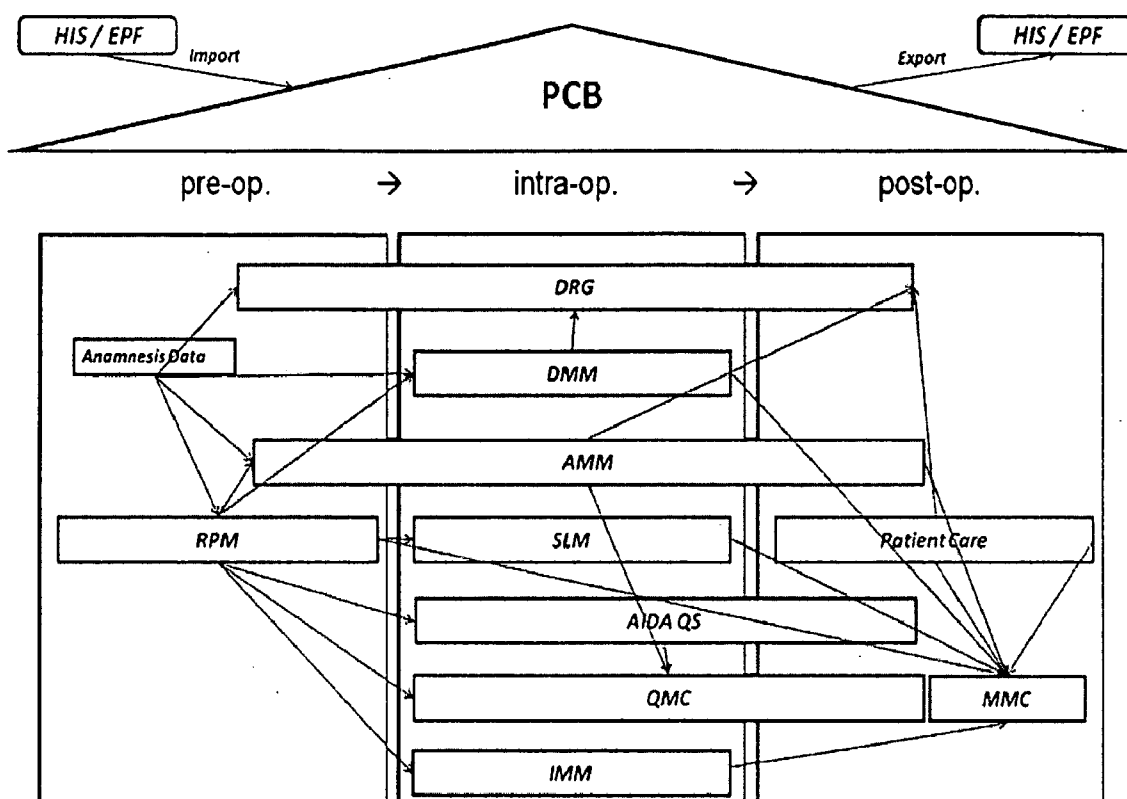 HIS / EPF
HIS / EPF
Import
Export
PCB
pre-op. → intra-op. → post-op.
DRG
Anamnesis Data
DMM
AMM
RPM
SLM
Patient Care
AIDA QS
QMC
MMC
IMM